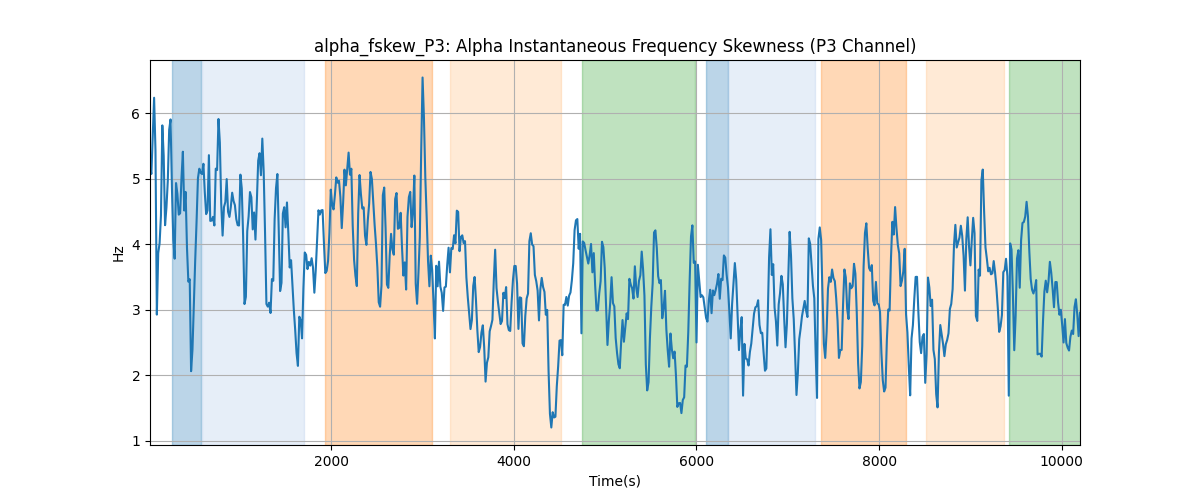 alpha_fskew_P3: Alpha Instantaneous Frequency Skewness (P3 Channel)
6
5
4
3
2
1
Hz
2000 4000 6000 8000 10000
Time(s)